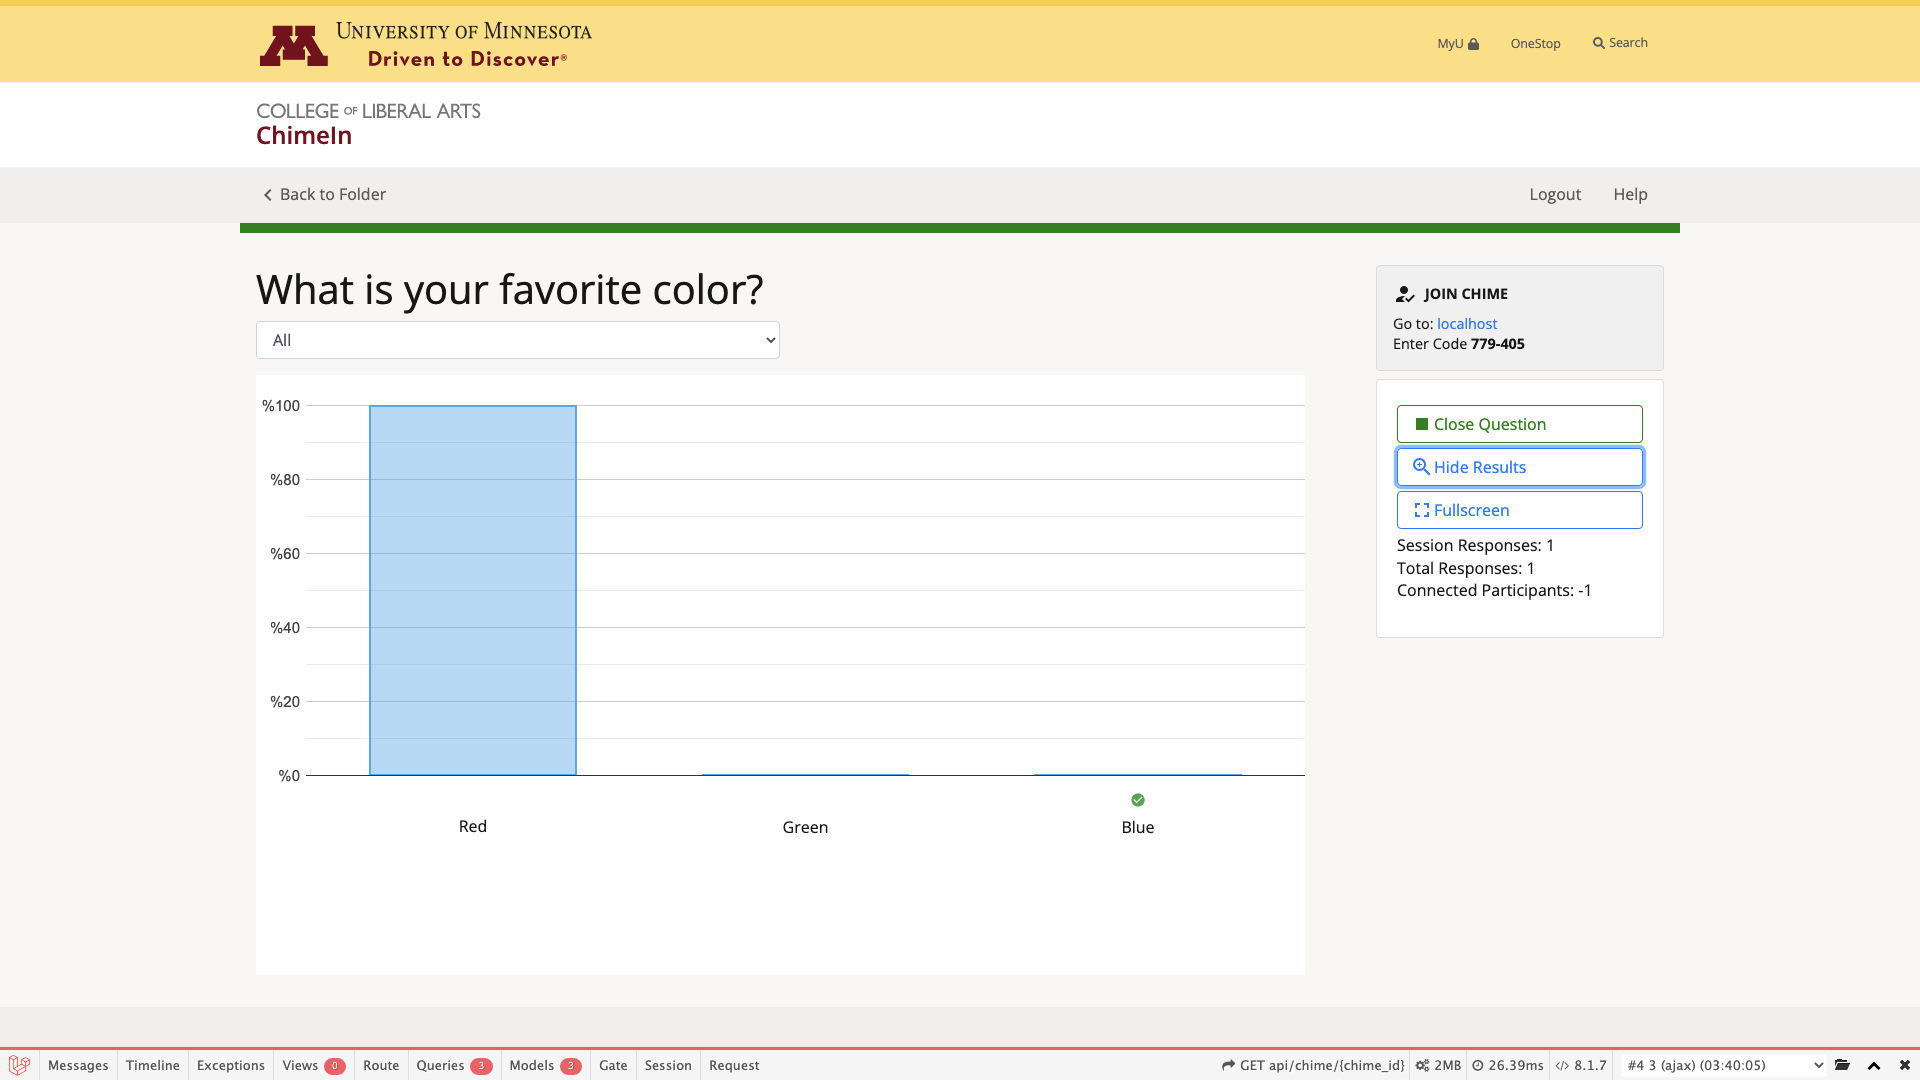 UNIVERSITY OF MINNESOTA
Driven to Discover®
MyU
OneStop
Search
COLLEGE OF LIBERAL ARTS
ChimeIn
Back to Folder
Logout
Help
What is your favorite color?
All
%100
%80
%60
%40
%20
%0
Red
Green
Blue
JOIN CHIME
Go to: localhost
Enter Code 779-405
Close Question
Hide Results
Fullscreen
Session Responses: 1
Total Responses: 1
Connected Participants: -1
Messages
Timeline
Exceptions
Views 0
Route
Queries 3
Models 3
Gate
Session
Request
GET api/chime/{chime_id}
2MB
26.39ms
8.1.7
#4 3 (ajax) (03:40:05)